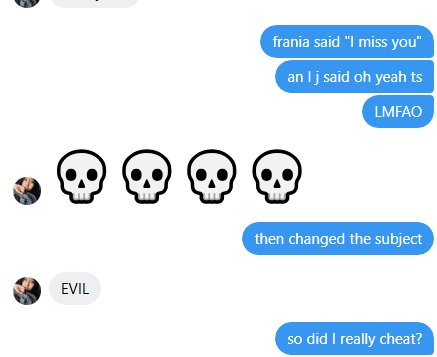 frania said "I miss you"
an I j said oh yeah ts
LMFAO
then changed the subject
EVIL
so did I really cheat?